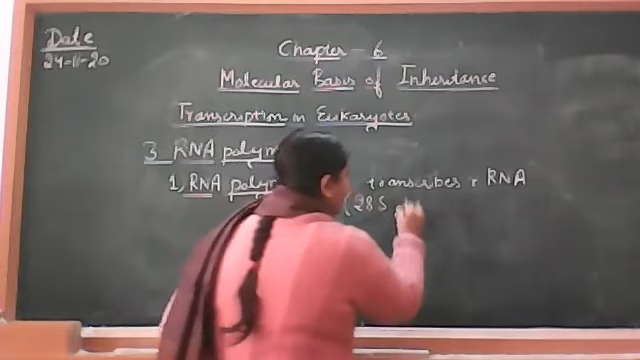 Date
24-11-20
Chapter - 6
Molecular Basis of Inheritance
Transcription in Eukaryotes
3 RNA polym
1, RNA polym transcribes r RNA
(28S